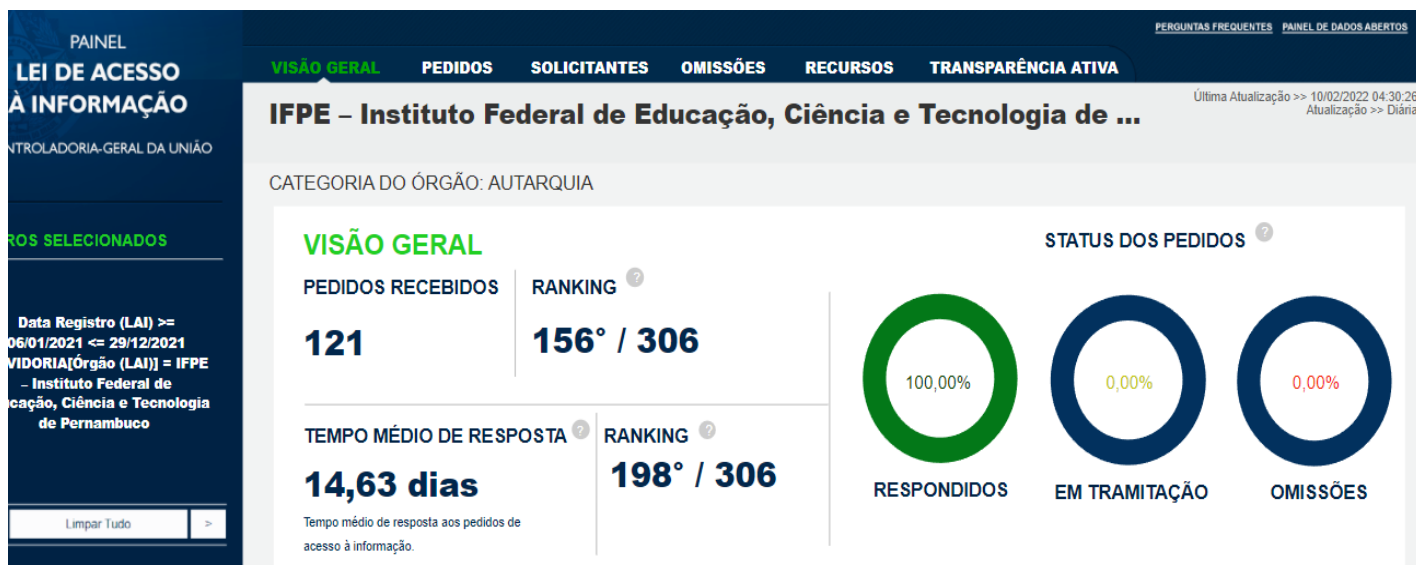 PERGUNTAS FREQUENTES PAINEL DE DADOS ABERTOS
PAINEL
LEI DE ACESSO
À INFORMAÇÃO
NTROLADORIA-GERAL DA UNIÃO
VISÃO GERAL PEDIDOS SOLICITANTES OMISSÕES RECURSOS TRANSPARÊNCIA ATIVA
IFPE – Instituto Federal de Educação, Ciência e Tecnologia de ...
Última Atualização >> 10/02/2022 04:30:26
Atualização >> Diária
CATEGORIA DO ÓRGÃO: AUTARQUIA
ROS SELECIONADOS
Data Registro (LAI) >=
06/01/2021 <= 29/12/2021
VIDORIA[Órgão (LAI)] = IFPE
– Instituto Federal de
cação, Ciência e Tecnologia
de Pernambuco
Limpar Tudo >
VISÃO GERAL
PEDIDOS RECEBIDOS
121
RANKING ?
156° / 306
TEMPO MÉDIO DE RESPOSTA ?
14,63 dias
Tempo médio de resposta aos pedidos de
acesso à informação.
RANKING ?
198° / 306
STATUS DOS PEDIDOS ?
100,00% 0,00% 0,00%
RESPONDIDOS EM TRAMITAÇÃO OMISSÕES